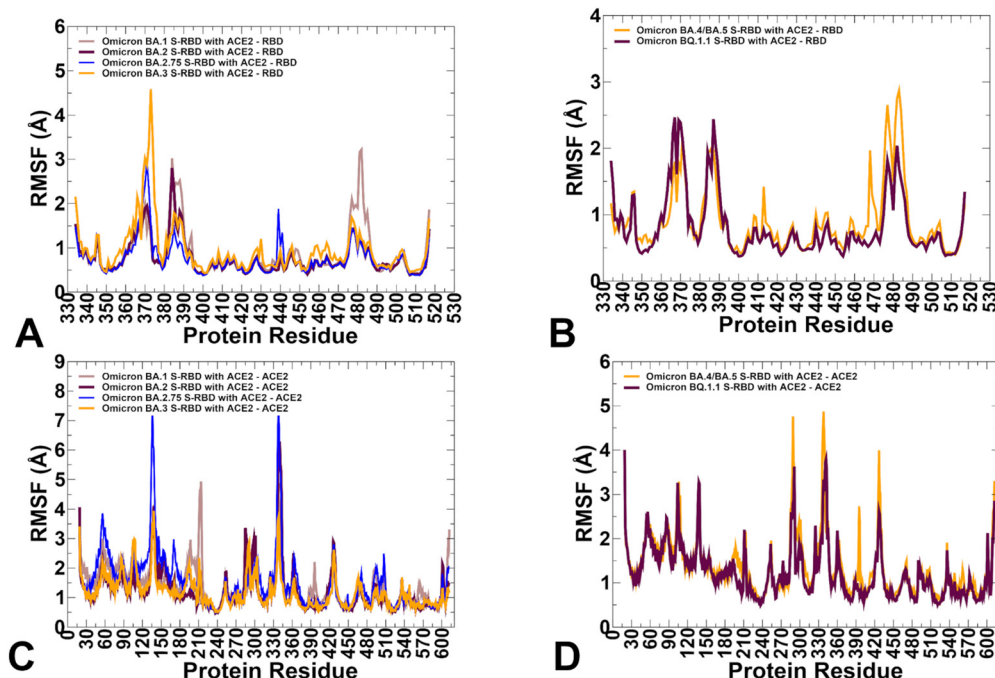 A
6
5
4
3
2
1
0
RMSF (Å)
Omicron BA.1 S-RBD with ACE2 - RBD
Omicron BA.2 S-RBD with ACE2 - RBD
Omicron BA.2.75 S-RBD with ACE2 - RBD
Omicron BA.3 S-RBD with ACE2 - RBD
330 340 350 360 370 380 390 400 410 420 430 440 450 460 470 480 490 500 510 520 530
Protein Residue
B
4
3
2
1
0
RMSF (Å)
Omicron BA.4/BA.5 S-RBD with ACE2 - RBD
Omicron BQ.1.1 S-RBD with ACE2 - RBD
330 340 350 360 370 380 390 400 410 420 430 440 450 460 470 480 490 500 510 520 530
Protein Residue
C
9
8
7
6
5
4
3
2
1
0
RMSF (Å)
Omicron BA.1 S-RBD with ACE2 - ACE2
Omicron BA.2 S-RBD with ACE2 - ACE2
Omicron BA.2.75 S-RBD with ACE2 - ACE2
Omicron BA.3 S-RBD with ACE2 - ACE2
0 30 60 90 120 150 180 210 240 270 300 330 360 390 420 450 480 510 540 570 600
Protein Residue
D
6
5
4
3
2
1
0
RMSF (Å)
Omicron BA.4/BA.5 S-RBD with ACE2 - ACE2
Omicron BQ.1.1 S-RBD with ACE2 - ACE2
0 30 60 90 120 150 180 210 240 270 300 330 360 390 420 450 480 510 540 570 600
Protein Residue